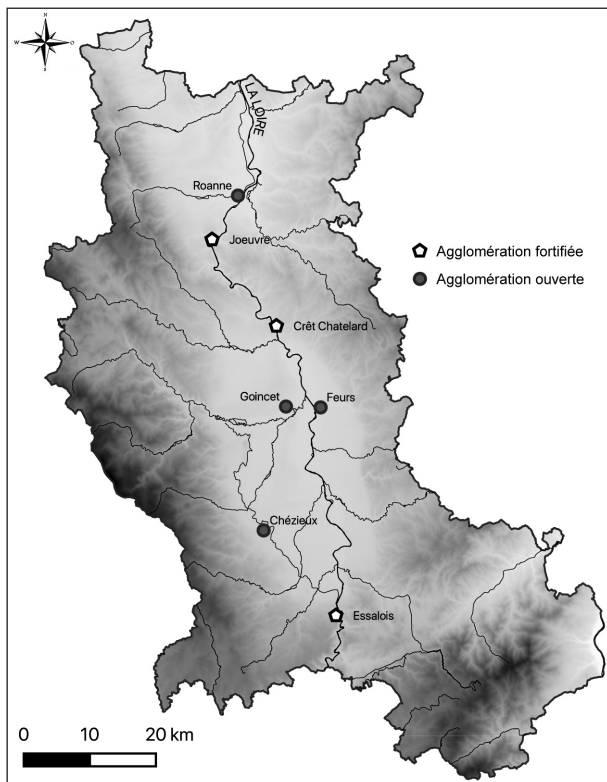 N
W
O
S
LA LOIRE
Roanne
Joeuvre
Agglomération fortifiée
Agglomération ouverte
Crêt Chatelard
Goincet
Feurs
Chézieux
Essalois
0 10 20 km